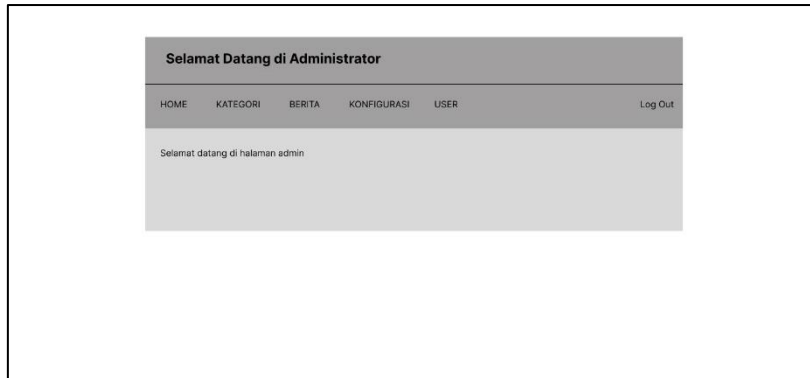 Selamat Datang di Administrator
HOME KATEGORI BERITA KONFIGURASI USER Log Out
Selamat datang di halaman admin